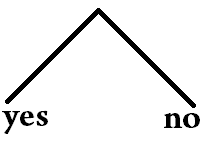 yes no